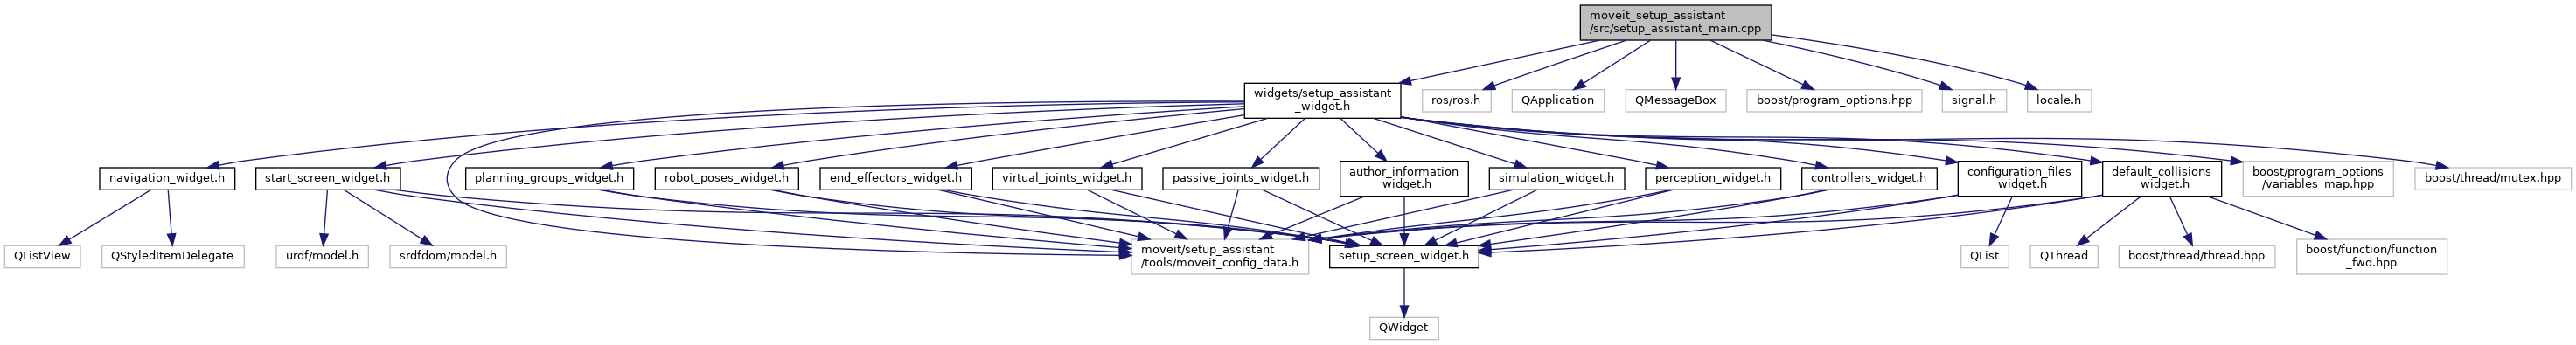 moveit_setup_assistant
/src/setup_assistant_main.cpp
widgets/setup_assistant
_widget.h
ros/ros.h
QApplication
QMessageBox
boost/program_options.hpp
signal.h
locale.h
navigation_widget.h
start_screen_widget.h
planning_groups_widget.h
robot_poses_widget.h
end_effectors_widget.h
virtual_joints_widget.h
passive_joints_widget.h
author_information
_widget.h
simulation_widget.h
perception_widget.h
controllers_widget.h
configuration_files
_widget.h
default_collisions
_widget.h
boost/program_options
/variables_map.hpp
boost/thread/mutex.hpp
QListView
QStyledItemDelegate
urdf/model.h
srdfdom/model.h
moveit/setup_assistant
/tools/moveit_config_data.h
setup_screen_widget.h
QList
QThread
boost/thread/thread.hpp
boost/function/function
_fwd.hpp
QWidget